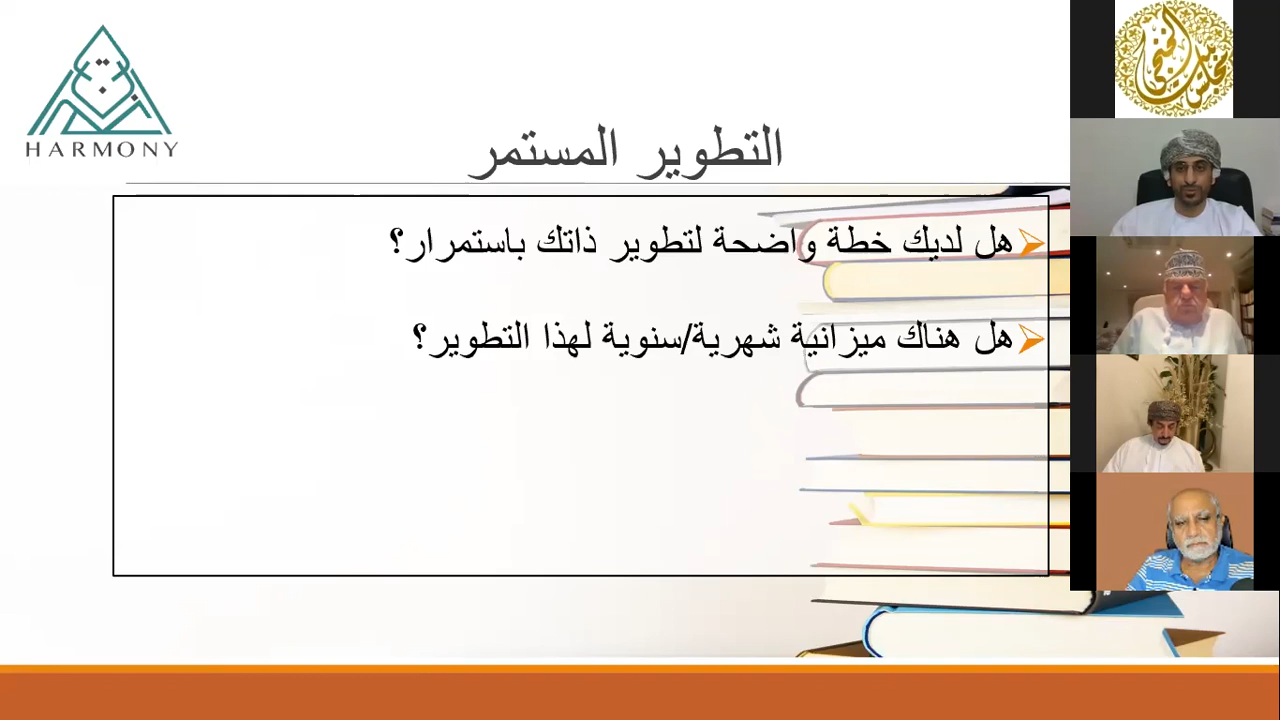 HARMONY
التطوير المستمر
هل لديك خطة واضحة لتطوير ذاتك باستمرار؟
هل هناك ميزانية شهرية/سنوية لهذا التطوير؟